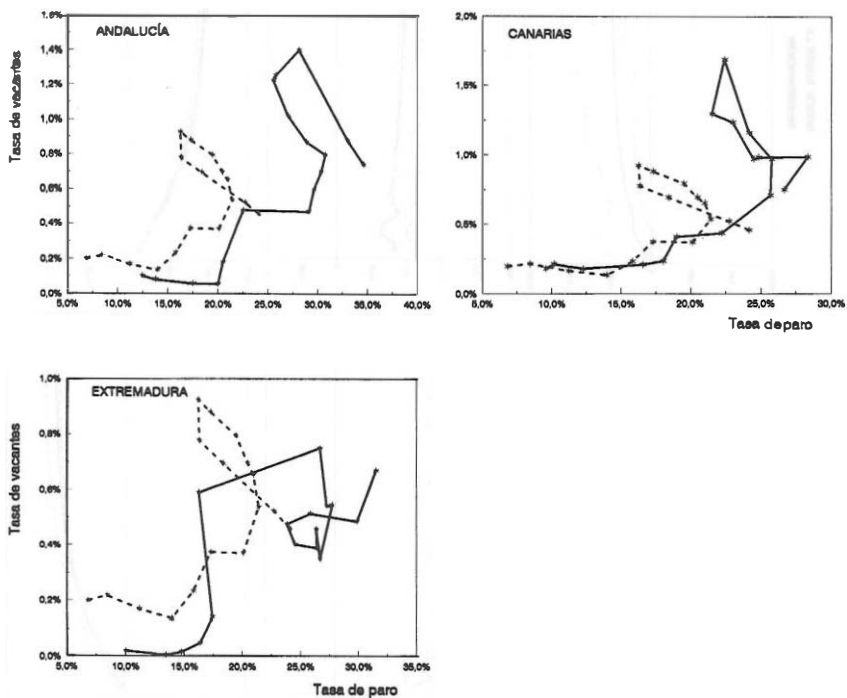 ANDALUCÍA
Tasa de vacantes
1,6%
1,4%
1,2%
1,0%
0,8%
0,6%
0,4%
0,2%
0,0%
5,0% 10,0% 15,0% 20,0% 25,0% 30,0% 35,0% 40,0%
CANARIAS
2,0%
1,5%
1,0%
0,5%
0,0%
5,0% 10,0% 15,0% 20,0% 25,0% 30,0%
Tasa de paro
EXTREMADURA
Tasa de vacantes
1,0%
0,8%
0,6%
0,4%
0,2%
0,0%
5,0% 10,0% 15,0% 20,0% 25,0% 30,0% 35,0%
Tasa de paro